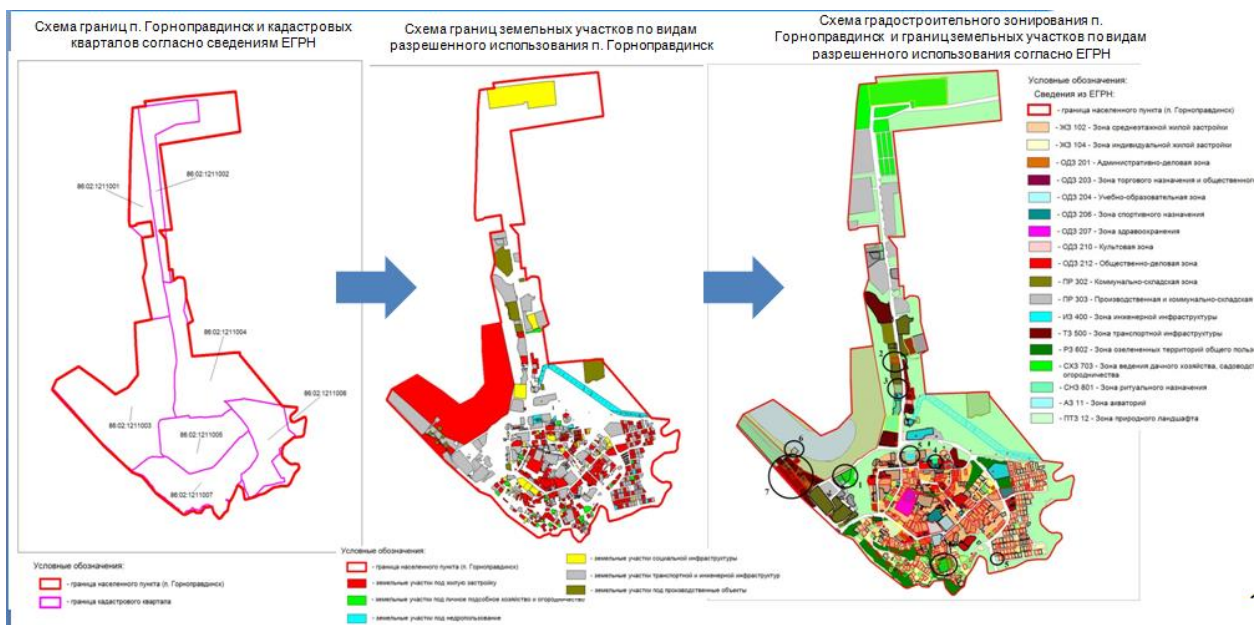 Схема границ п. Горноправдинск и кадастровых
кварталов согласно сведениям ЕГРН
86:02:1211001
86:02:1211002
86:02:1211004
86:02:1211003
86:02:1211005
86:02:1211007
Условные обозначения:
- граница населенного пункта (п. Горноправдинск)
- граница кадастрового квартала
Схема границ земельных участков по видам
разрешенного использования п. Горноправдинск
Условные обозначения:
- граница населенного пункта (п. Горноправдинск)
- земельные участки под жилую застройку
- земельные участки под личное подсобное хозяйство и огородничество
- земельные участки под недропользование
- земельные участки социальной инфраструктуры
- земельные участки транспортной и инженерной инфраструктур
- земельные участки под производственные объекты
Схема градостроительного зонирования п.
Горноправдинск и границ земельных участков по видам
разрешенного использования согласно ЕГРН
2
3
6
7
1
5
4
Условные обозначения:
Сведения из ЕГРН:
- граница населенного пункта (п. Горноправдинск)
- ЖЗ 102 - Зона среднеэтажной жилой застройки
- ЖЗ 104 - Зона индивидуальной жилой застройки
- ОДЗ 201 - Административно-деловая зона
- ОДЗ 203 - Зона торгового назначения и общественного
- ОДЗ 204 - Учебно-образовательная зона
- ОДЗ 206 - Зона спортивного назначения
- ОДЗ 207 - Зона здравоохранения
- ОДЗ 210 - Культовая зона
- ОДЗ 212 - Общественно-деловая зона
- ПР 302 - Коммунально-складская зона
- ПР 303 - Производственная и коммунально-складская
- ИЗ 400 - Зона инженерной инфраструктуры
- ТЗ 500 - Зона транспортной инфраструктуры
- РЗ 602 - Зона озелененных территорий общего польз
- СХЗ 703 - Зона ведения дачного хозяйства, садоводст
огородничества
- СНЗ 801 - Зона ритуального назначения
- АЗ 11 - Зона акваторий
- ПТЗ 12 - Зона природного ландшафта